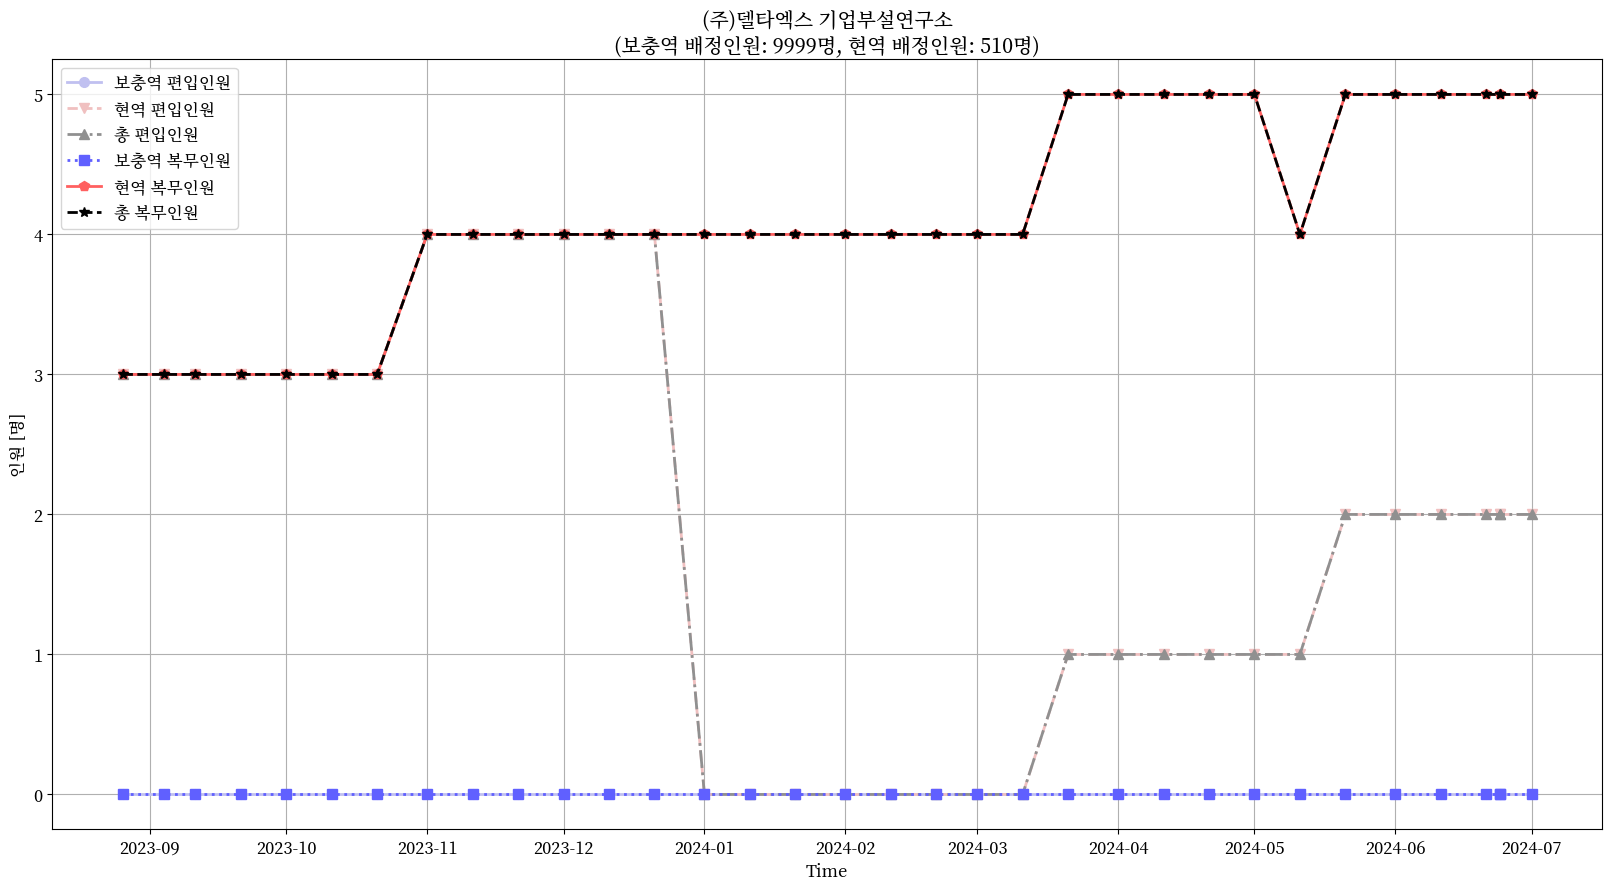 (주)델타엑스 기업부설연구소
(보충역 배정인원: 9999명, 현역 배정인원: 510명)
보충역 편입인원
현역 편입인원
총 편입인원
보충역 복무인원
현역 복무인원
총 복무인원
5
4
3
2
1
0
인원 [명]
2023-09 2023-10 2023-11 2023-12 2024-01 2024-02 2024-03 2024-04 2024-05 2024-06 2024-07
Time